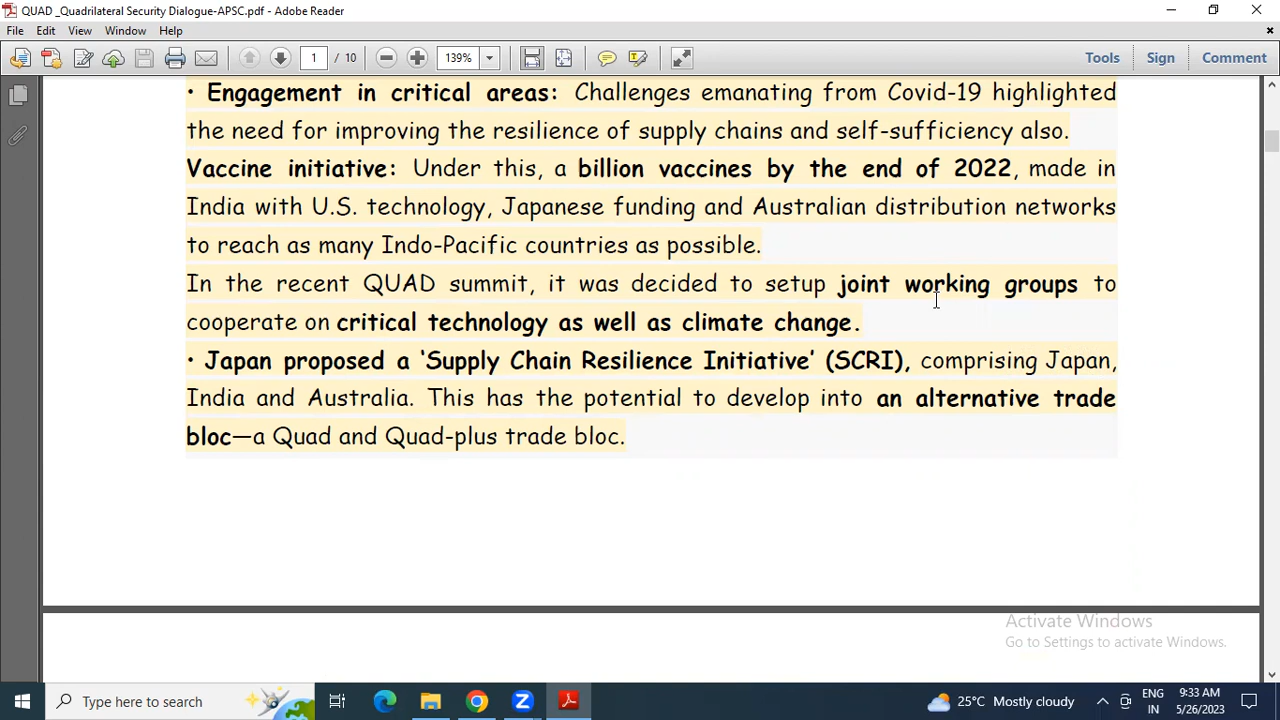 QUAD _Quadrilateral Security Dialogue-APSC.pdf - Adobe Reader
File Edit View Window Help
1 / 10 139% Tools Sign Comment
• Engagement in critical areas: Challenges emanating from Covid-19 highlighted
the need for improving the resilience of supply chains and self-sufficiency also.
Vaccine initiative: Under this, a billion vaccines by the end of 2022, made in
India with U.S. technology, Japanese funding and Australian distribution networks
to reach as many Indo-Pacific countries as possible.
In the recent QUAD summit, it was decided to setup joint working groups to
cooperate on critical technology as well as climate change.
• Japan proposed a ‘Supply Chain Resilience Initiative’ (SCRI), comprising Japan,
India and Australia. This has the potential to develop into an alternative trade
bloc—a Quad and Quad-plus trade bloc.
Activate Windows
Go to Settings to activate Windows.
Type here to search 25°C Mostly cloudy ENG 9:33 AM
IN 5/26/2023